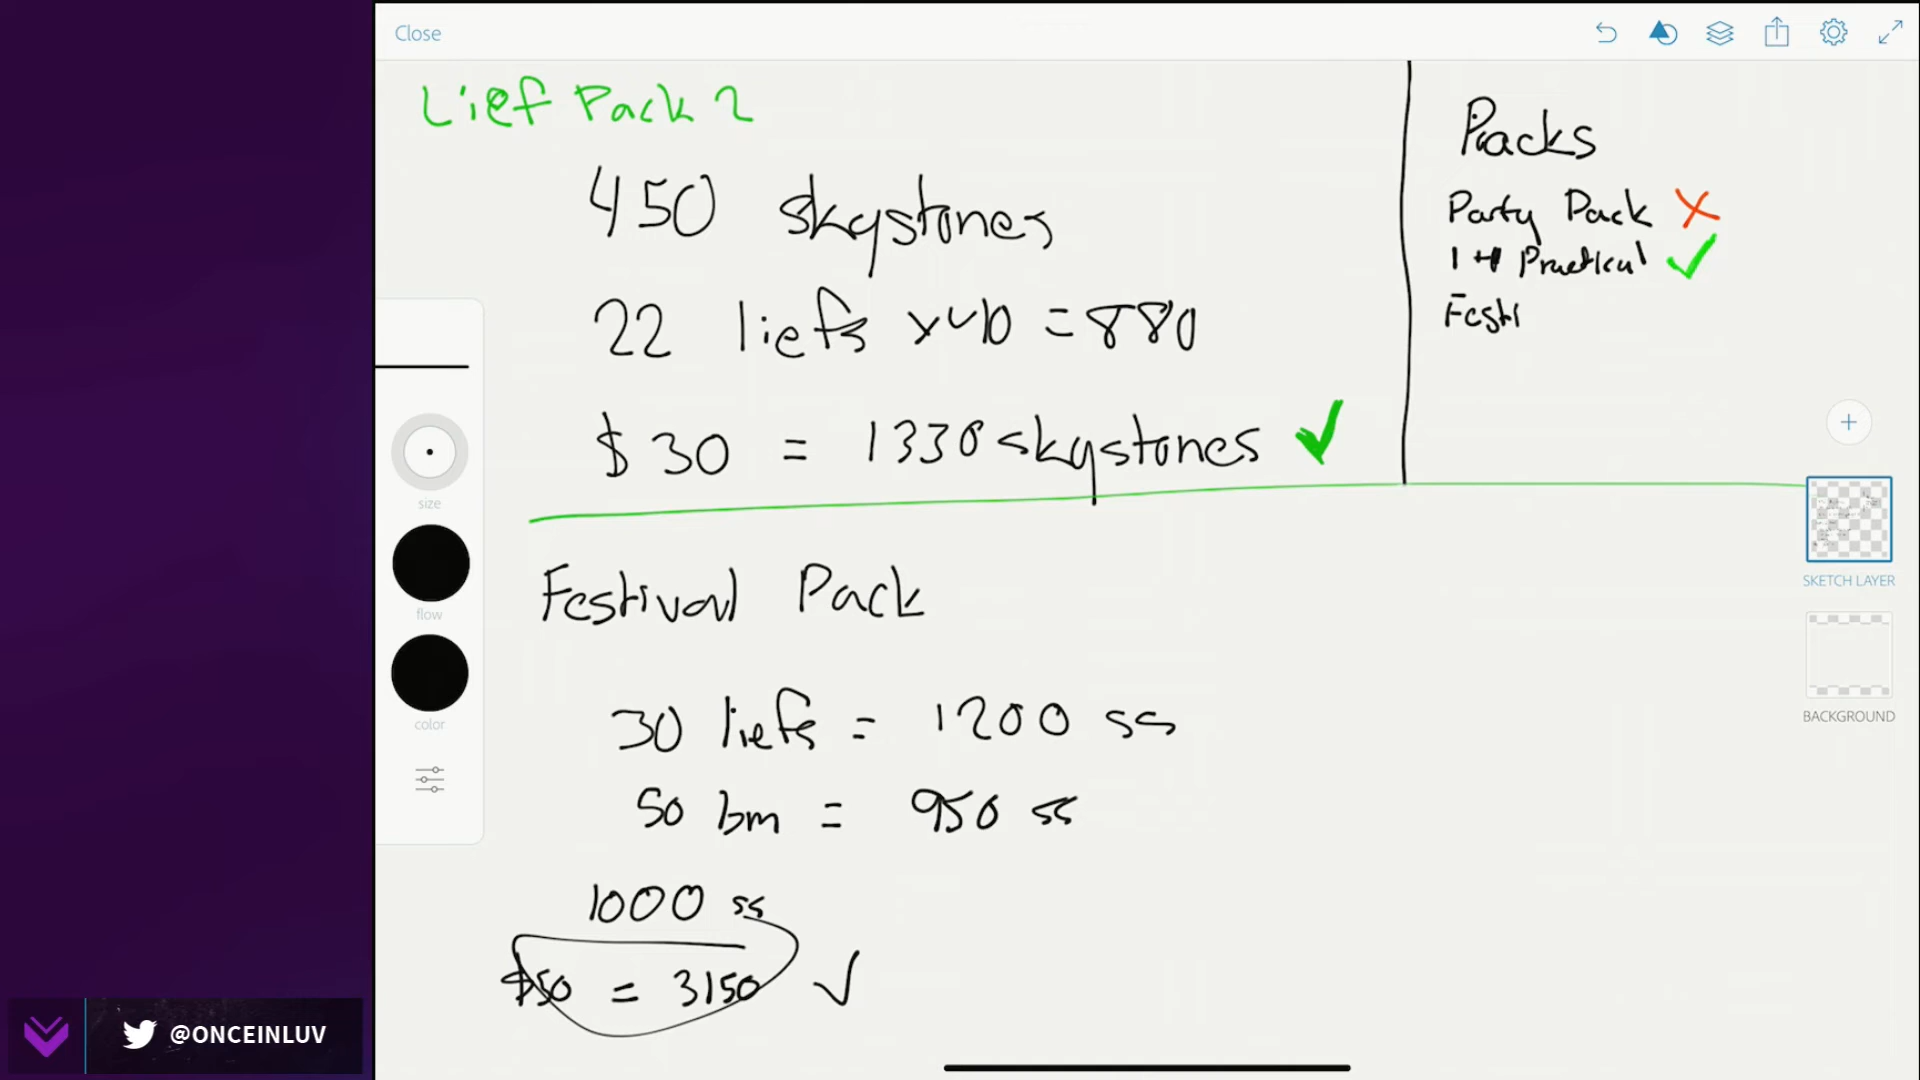 Close
Lief Pack 2
450 skystones
22 liefs x40 = 880
$30 = 1330 skystones
Festival Pack
30 liefs = 1200 ss
50 bm = 950 ss
1000 ss
$50 = 3150
Packs
Party Pack
1+1 Practical
Festi
size
flow
color
SKETCH LAYER
BACKGROUND
@ONCEINLUV